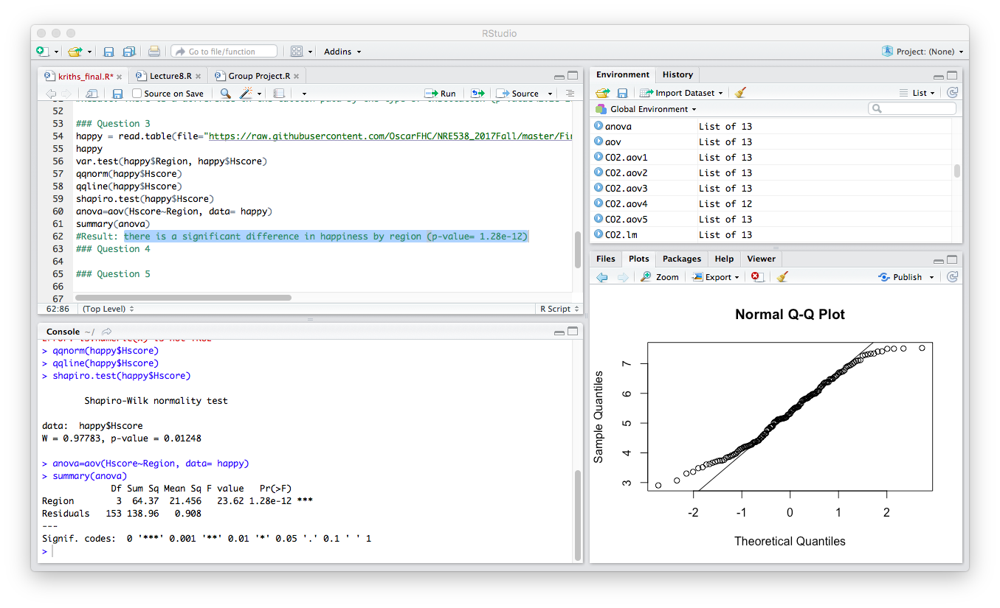 RStudio
Go to file/function
Addins
Project: (None)
kriths_final.R*
Lecture8.R
Group Project.R
Source on Save
Run
Source
52
53 ### Question 3
54 happy = read.table(file="https://raw.githubusercontent.com/OscarFHC/NRE538_2017Fall/master/Fi
55 happy
56 var.test(happy$Region, happy$Hscore)
57 qqnorm(happy$Hscore)
58 qqline(happy$Hscore)
59 shapiro.test(happy$Hscore)
60 anova=aov(Hscore~Region, data= happy)
61 summary(anova)
62 #Result: there is a significant difference in happiness by region (p-value= 1.28e-12)
63 ### Question 4
64
65 ### Question 5
66
67
62:86 (Top Level) R Script
Console ~/
> qqnorm(happy$Hscore)
> qqline(happy$Hscore)
> shapiro.test(happy$Hscore)
Shapiro-Wilk normality test
data: happy$Hscore
W = 0.97783, p-value = 0.01248
> anova=aov(Hscore~Region, data= happy)
> summary(anova)
Df Sum Sq Mean Sq F value Pr(>F)
Region 3 64.37 21.456 23.62 1.28e-12 ***
Residuals 153 138.96 0.908
---
Signif. codes: 0 '***' 0.001 '**' 0.01 '*' 0.05 '.' 0.1 ' ' 1
>
Environment History
Import Dataset
List
Global Environment
anova List of 13
aov List of 13
CO2.aov1 List of 13
CO2.aov2 List of 13
CO2.aov3 List of 13
CO2.aov4 List of 12
CO2.aov5 List of 13
CO2.lm List of 13
Files Plots Packages Help Viewer
Zoom Export Publish
Normal Q-Q Plot
Sample Quantiles
7
6
5
4
3
-2 -1 0 1 2
Theoretical Quantiles